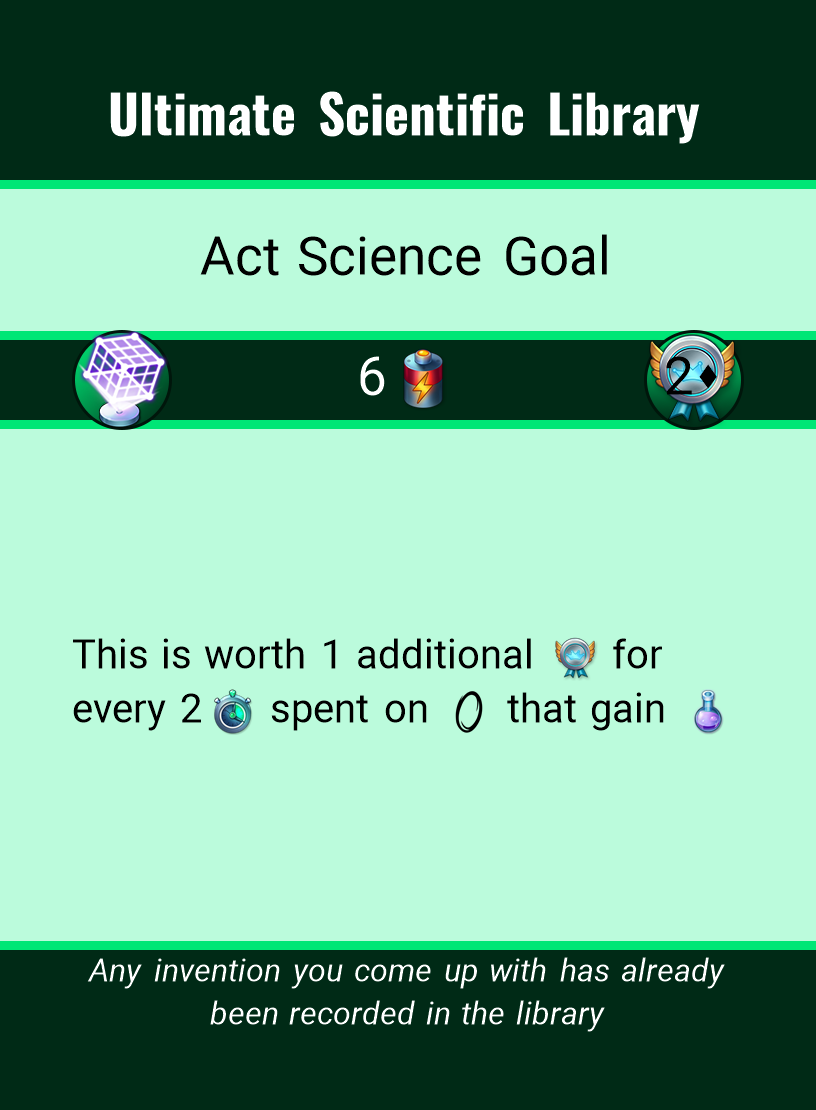 Ultimate Scientific Library
Act Science Goal
6
2♦
This is worth 1 additional for
every 2 spent on that gain
Any invention you come up with has already
been recorded in the library